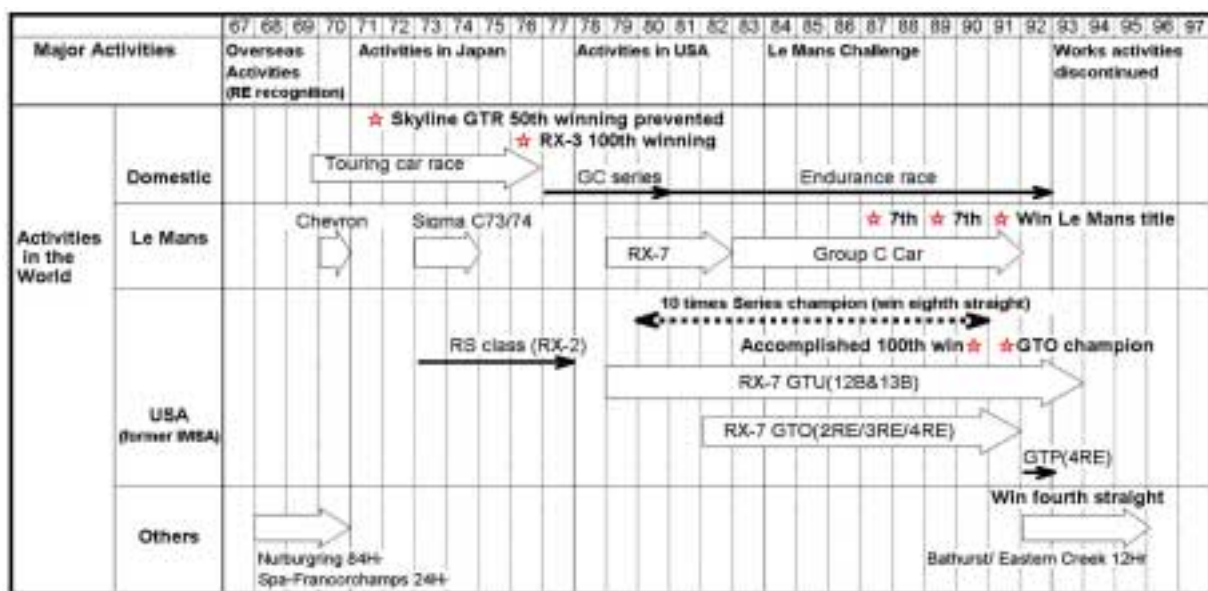 67 68 69 70 71 72 73 74 75 76 77 78 79 80 81 82 83 84 85 86 87 88 89 90 91 92 93 94 95 96 97
Major Activities
Overseas Activities (RE recognition)
Activities in Japan
Activities in USA
Le Mans Challenge
Works activities discontinued
Activities in the World
Domestic
☆ Skyline GTR 50th winning prevented
☆ RX-3 100th winning
Touring car race
GC series
Endurance race
Le Mans
Chevron
Sigma C73/74
☆ 7th ☆ 7th ☆ Win Le Mans title
RX-7
Group C Car
USA
(former IMSA)
10 times Series champion (win eighth straight)
RS class (RX-2)
Accomplished 100th win ☆ ☆ GTO champion
RX-7 GTU(12B&13B)
RX-7 GTO(2RE/3RE/4RE)
GTP(4RE)
Others
Win fourth straight
Nurburgring 84H
Spa-Francorchamps 24H
Bathurst/ Eastern Creek 12Hr